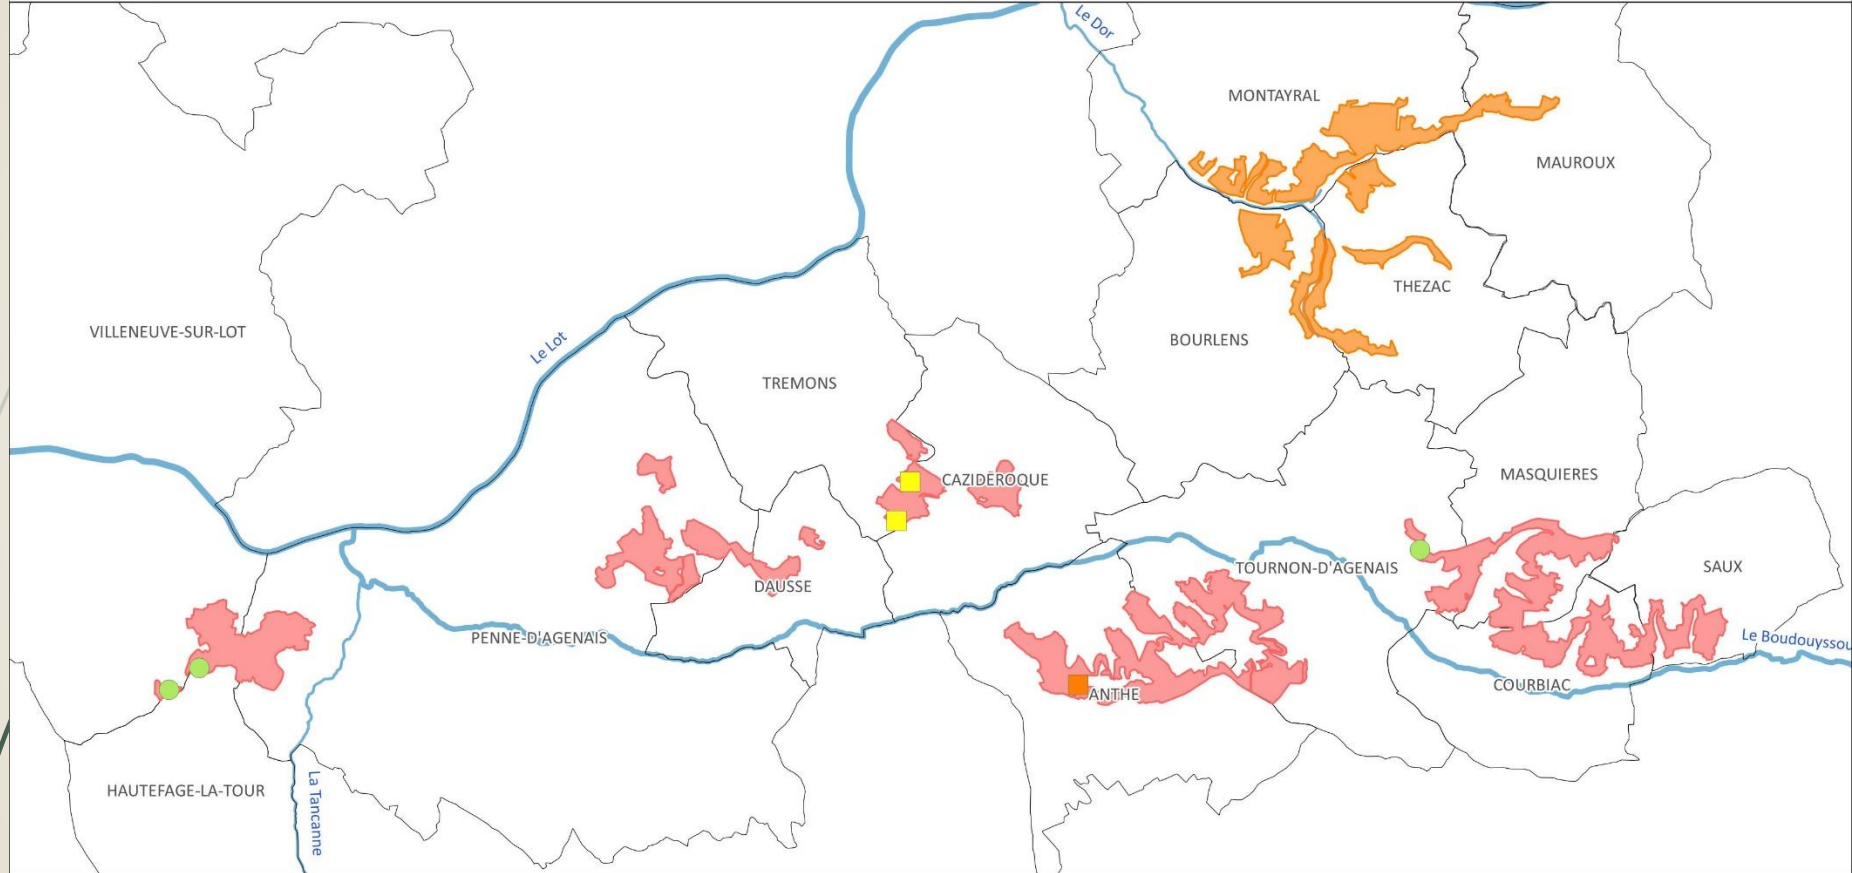 Le Dor
MONTAYRAL
MAUROUX
THEZAC
VILLENEUVE-SUR-LOT
BOURLENS
Le Lot
TREMONS
CAZIDEROQUE
MASQUIERES
TOURNON-D'AGENAIS
SAUX
DAUSSE
PENNE-D'AGENAIS
Le Boudouyssou
COURBIAC
ANTHE
HAUTEFAGE-LA-TOUR
La Tancanne